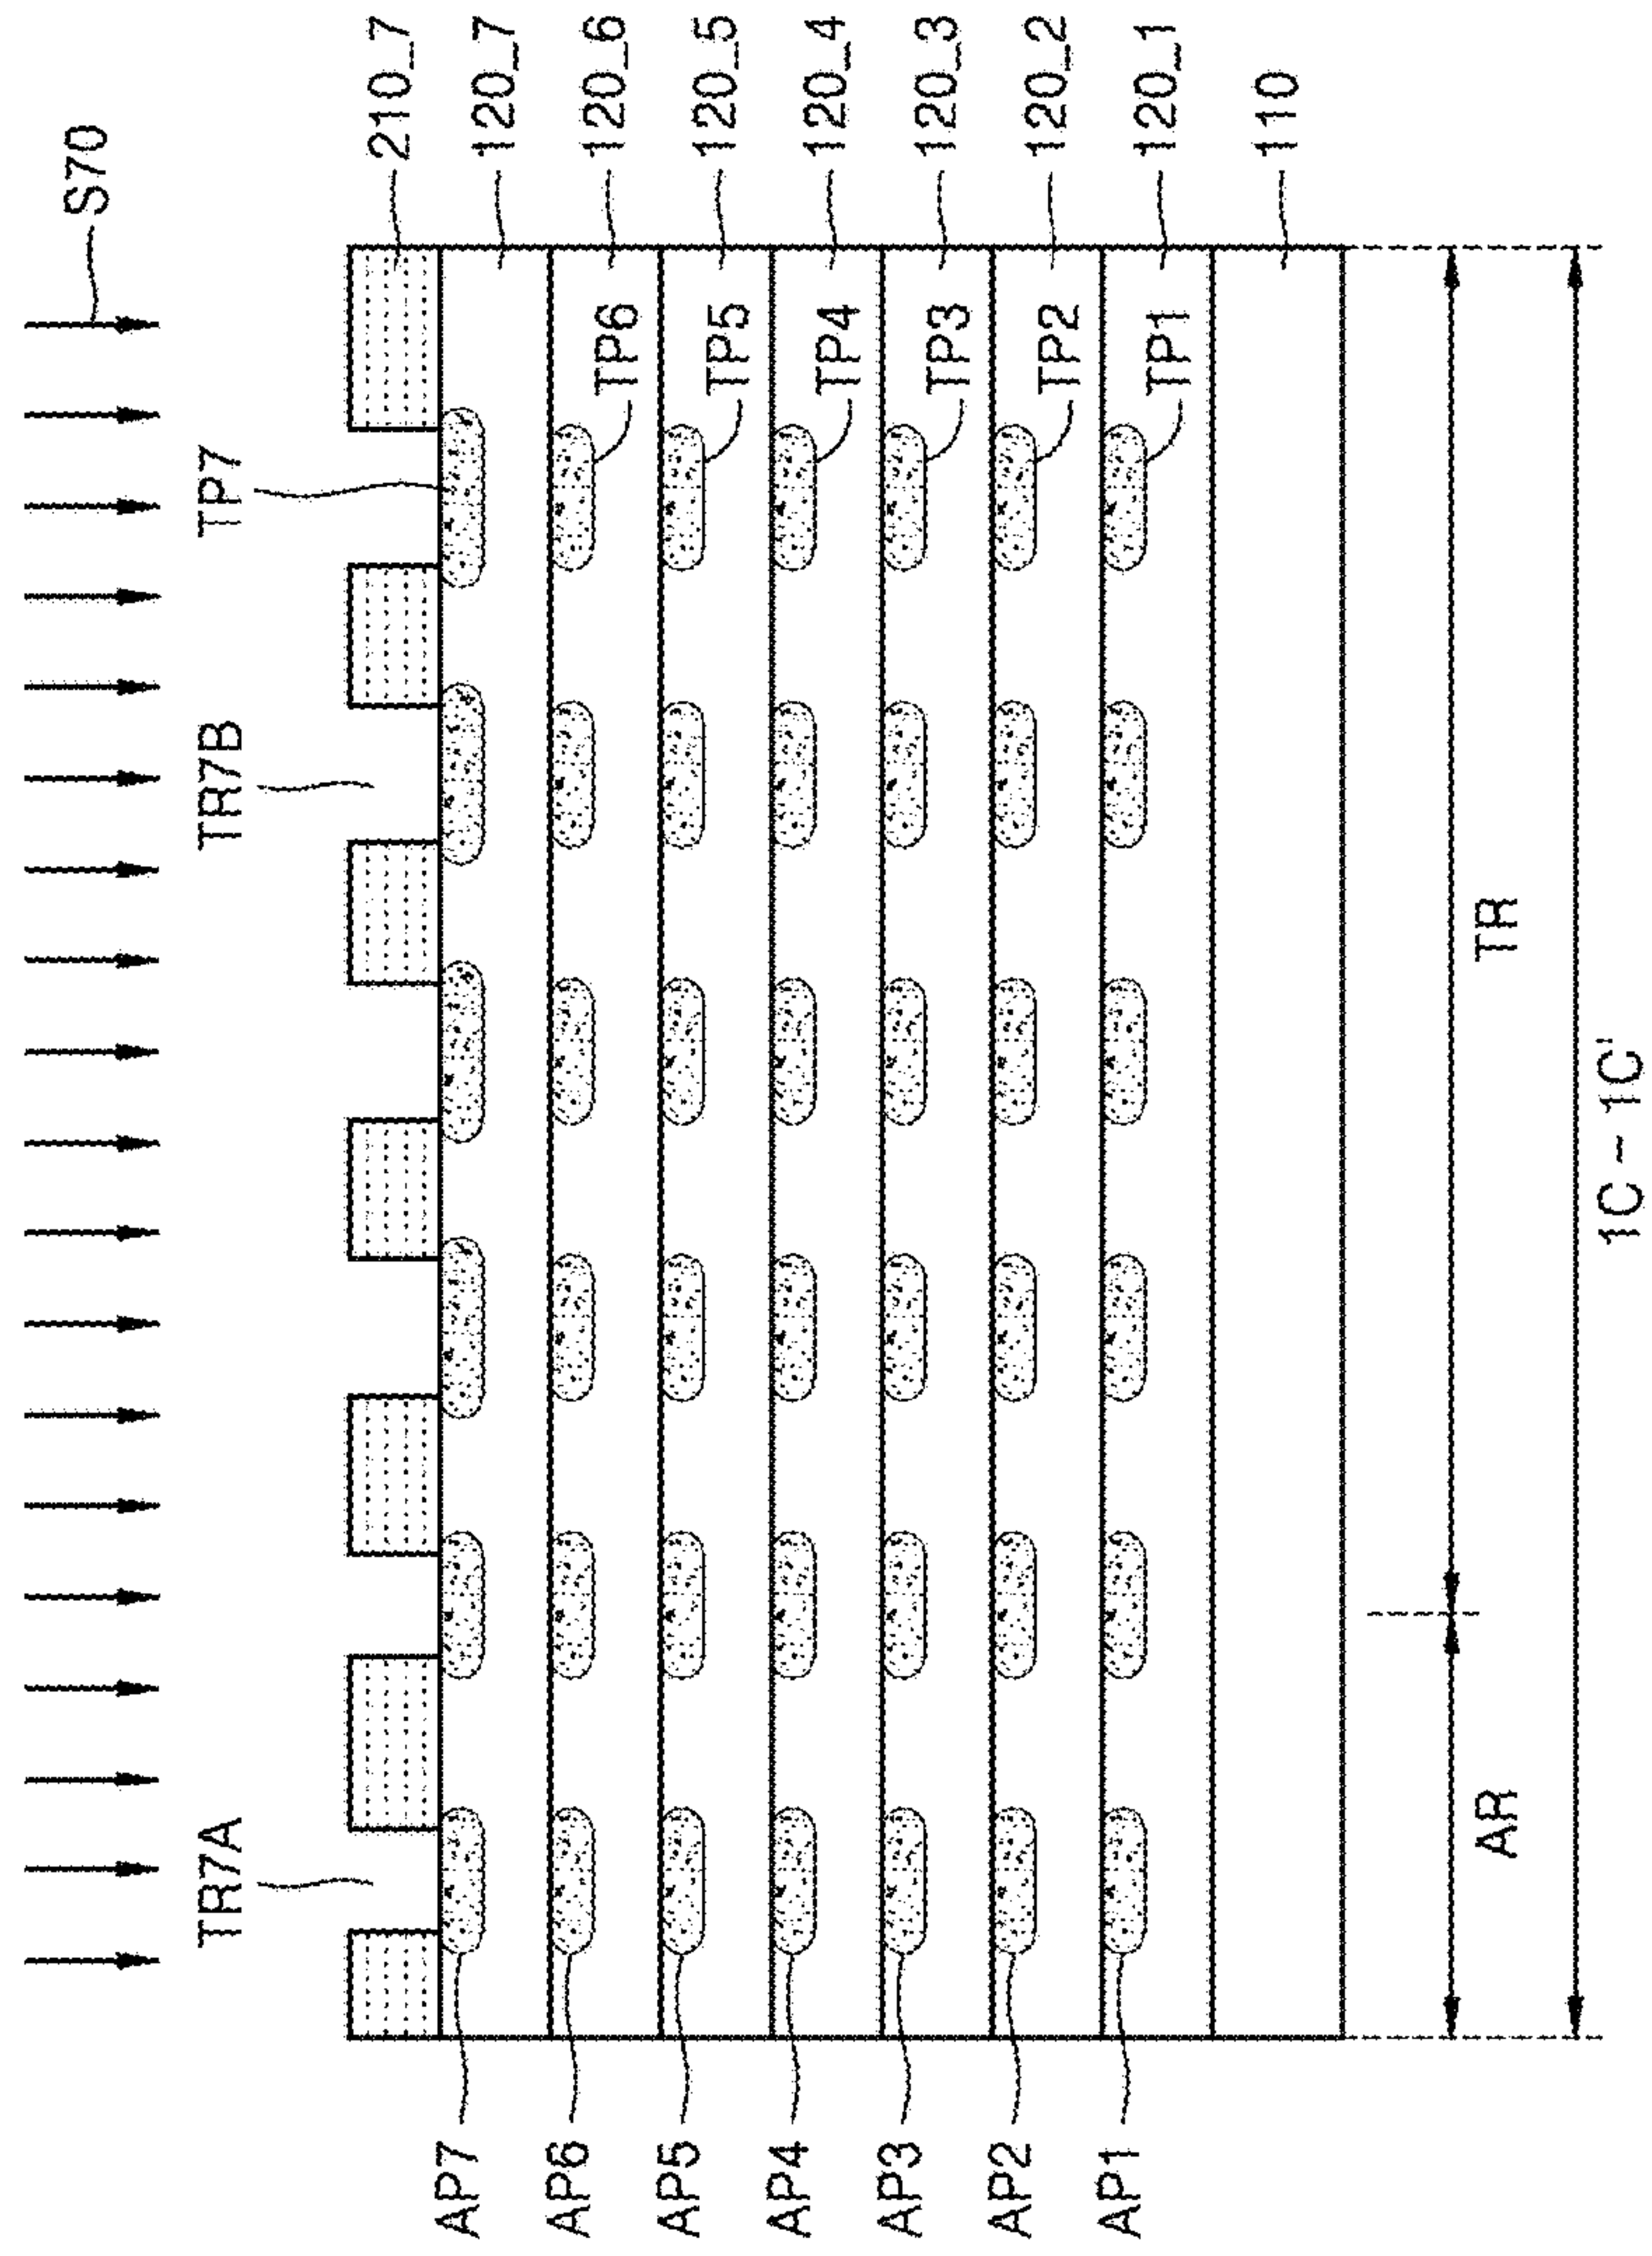 S70
TR7A
TR7B
TP7
210_7
120_7
120_6
120_5
120_4
120_3
120_2
120_1
110
AP7
AP6
AP5
AP4
AP3
AP2
AP1
TP6
TP5
TP4
TP3
TP2
TP1
AR
TR
1C - 1C'